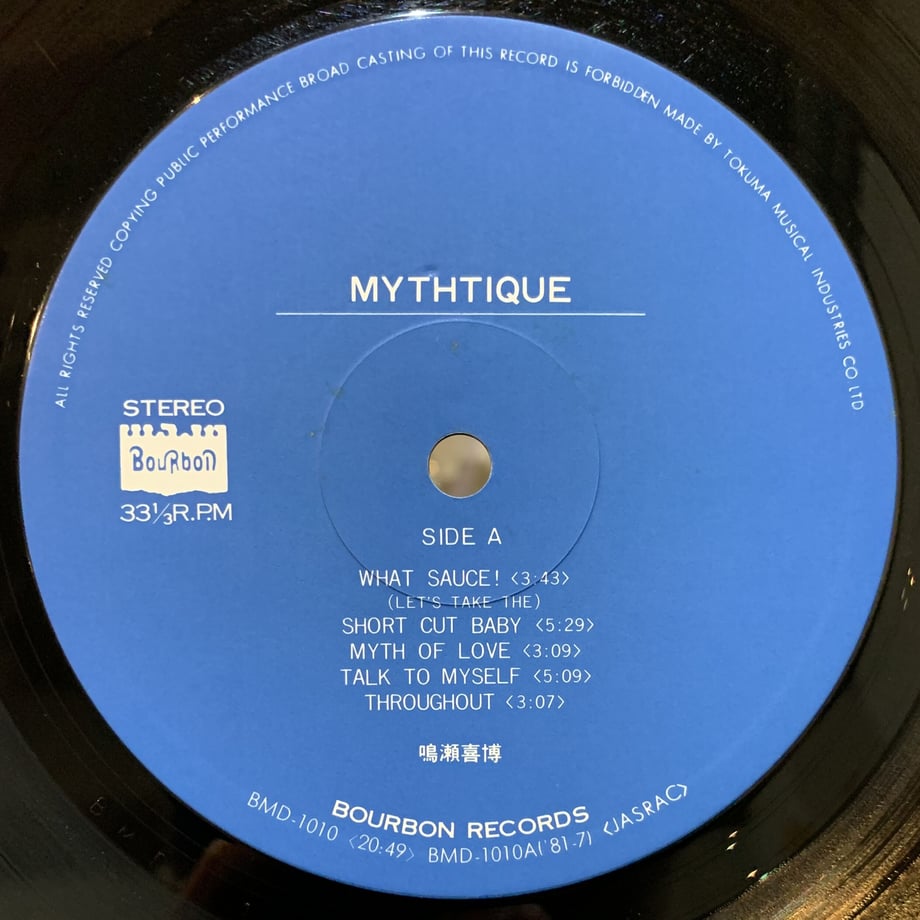 ALL RIGHTS RESERVED COPYING PUBLIC PERFORMANCE BROAD CASTING OF THIS RECORD IS FORBIDDEN MADE BY TOKUMA MUSICAL INDUSTRIES CO. LTD
MYTHTIQUE
STEREO
BouRboN
33⅓R.P.M
SIDE A
WHAT SAUCE! <3:43>
(LET'S TAKE THE)
SHORT CUT BABY <5:29>
MYTH OF LOVE <3:09>
TALK TO MYSELF <5:09>
THROUGHOUT <3:07>
鳴瀬喜博
BOURBON RECORDS
BMD-1010 <20:49> BMD-1010A('81-7) <JASRAC>